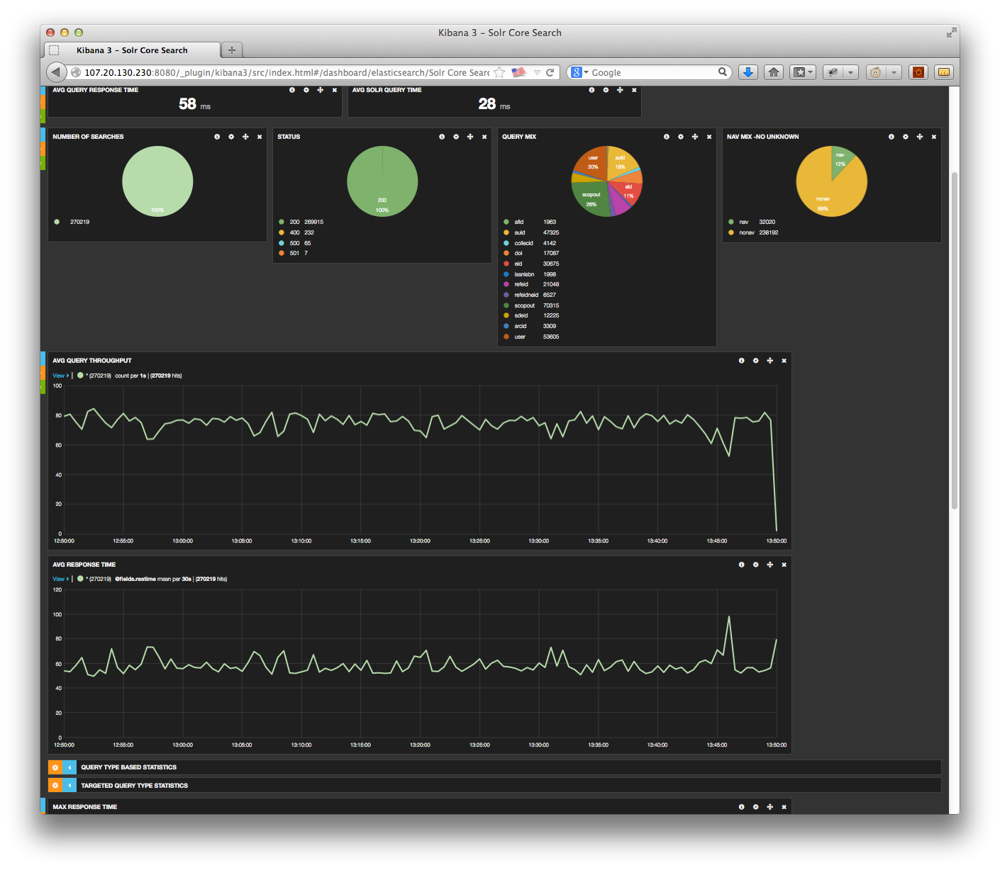 Kibana 3 – Solr Core Search
Kibana 3 – Solr Core Search
107.20.130.230:8080/_plugin/kibana3/src/index.html#/dashboard/elasticsearch/Solr Core Sear
Google
AVG QUERY RESPONSE TIME
58 ms
AVG SOLR QUERY TIME
28 ms
NUMBER OF SEARCHES
100%
270219
STATUS
200
100%
200 269915
400 232
500 65
501 7
QUERY MIX
user
20%
auid
18%
eid
11%
scopout
26%
afid 1963
auid 47325
collecid 4142
doi 17087
eid 30675
issnisbn 1998
refeid 21048
refeidneid 6527
scopout 70315
sdeid 12225
srcid 3309
user 53605
NAV MIX -NO UNKNOWN
nav
12%
nonav
88%
nav 32020
nonav 238192
AVG QUERY THROUGHPUT
View | * (270219) count per 1s | (270219 hits)
100
80
60
40
20
0
12:50:00 12:55:00 13:00:00 13:05:00 13:10:00 13:15:00 13:20:00 13:25:00 13:30:00 13:35:00 13:40:00 13:45:00 13:50:00
AVG RESPONSE TIME
View | * (270219) @fields.restime mean per 30s | (270219 hits)
120
100
80
60
40
20
0
12:50:00 12:55:00 13:00:00 13:05:00 13:10:00 13:15:00 13:20:00 13:25:00 13:30:00 13:35:00 13:40:00 13:45:00 13:50:00
QUERY TYPE BASED STATISTICS
TARGETED QUERY TYPE STATISTICS
MAX RESPONSE TIME